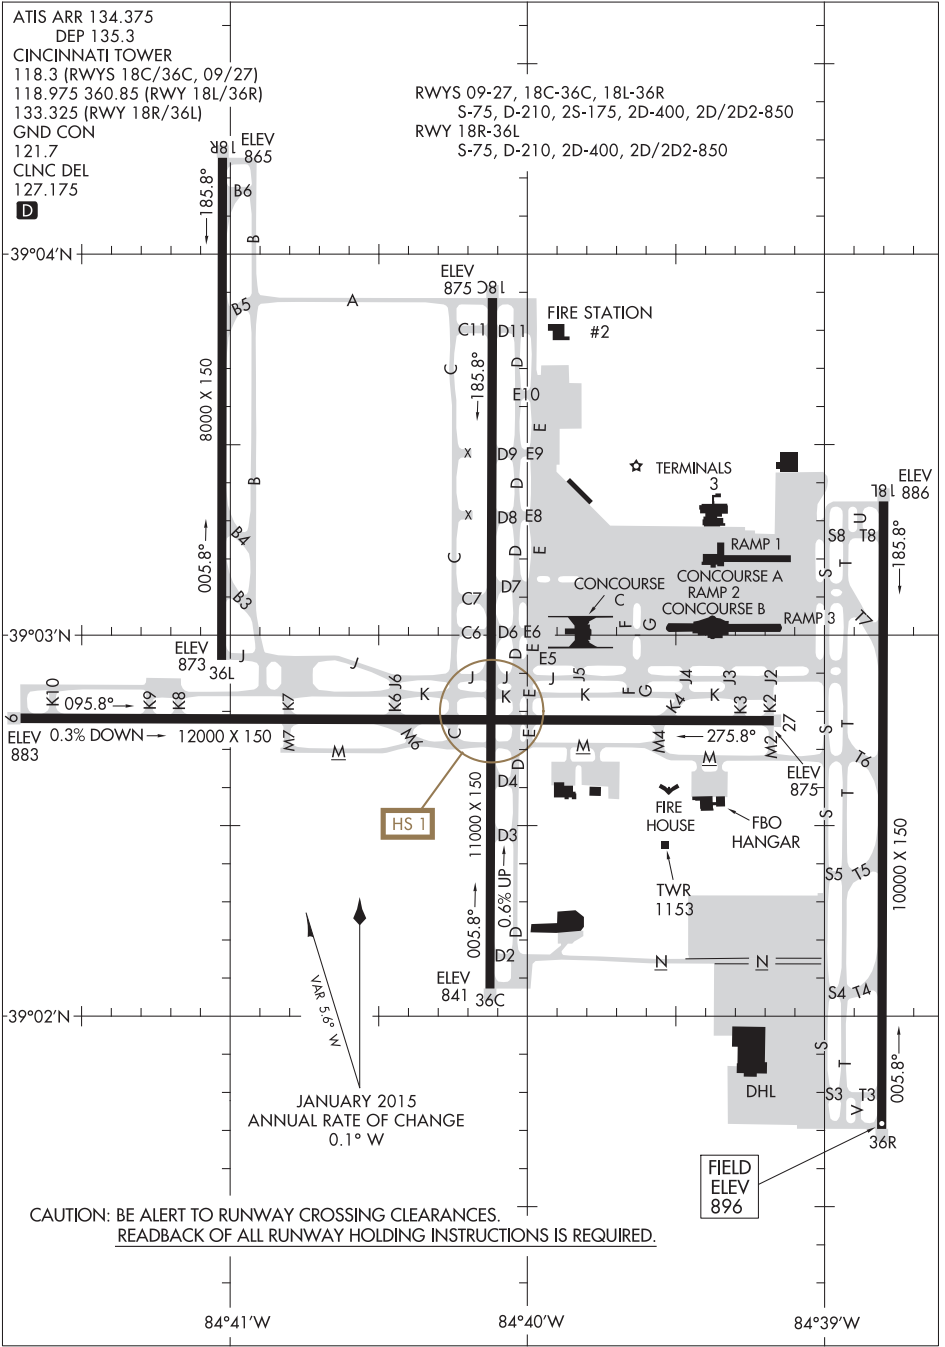 ATIS ARR 134.375
DEP 135.3
CINCINNATI TOWER
118.3 (RWYS 18C/36C, 09/27)
118.975 360.85 (RWY 18L/36R)
133.325 (RWY 18R/36L)
GND CON
121.7
CLNC DEL
127.175
D
RWYS 09-27, 18C-36C, 18L-36R
S-75, D-210, 2S-175, 2D-400, 2D/2D2-850
RWY 18R-36L
S-75, D-210, 2D-400, 2D/2D2-850
18R
ELEV
865
185.8°
B6
B
39°04'N
ELEV
875
18C
A
B5
FIRE STATION
#2
C11
D11
C
185.8°
D
E10
8000 X 150
E
X
D9
E9
TERMINALS
3
ELEV
886
18L
B
D
X
D8
E8
U
S8
T8
185.8°
B4
005.8°
D
E
RAMP 1
C
S
T
CONCOURSE
C
CONCOURSE A
RAMP 2
CONCOURSE B
D7
B3
C7
RAMP 3
T7
F
G
39°03'N
C6
D6
E6
ELEV
873
36L
J
D
E
E5
J
J6
J
J
J
J5
J4
J3
J2
F
G
K10
K9
K8
K7
K6
K
K
E
K
K4
K
K3
K2
095.8°
9
27
ELEV
883
0.3% DOWN
12000 X 150
M7
M
M6
C
E
D
M
M4
275.8°
M
M2
S
T
T6
ELEV
875
D4
HS 1
11000 X 150
FIRE
HOUSE
FBO
HANGAR
T
S
D3
10000 X 150
0.6% UP
TWR
1153
S5
T5
005.8°
D
D2
N
N
ELEV
841
36C
S4
T4
VAR 5.6° W
39°02'N
S
T
005.8°
DHL
S3
T3
V
JANUARY 2015
ANNUAL RATE OF CHANGE
0.1° W
36R
FIELD
ELEV
896
CAUTION: BE ALERT TO RUNWAY CROSSING CLEARANCES.
READBACK OF ALL RUNWAY HOLDING INSTRUCTIONS IS REQUIRED.
84°41'W
84°40'W
84°39'W